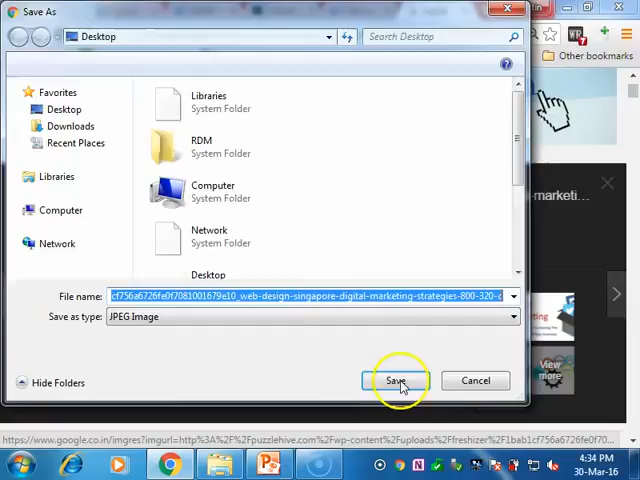 Save As
Desktop
Search Desktop
Other bookmarks
Favorites
Desktop
Downloads
Recent Places
Libraries
Computer
Network
Libraries
System Folder
RDM
System Folder
Computer
System Folder
Network
System Folder
Desktop
-marketi...
File name: cf756a6726fe0f7081001679e10_web-design-singapore-digital-marketing-strategies-800-320-c
Save as type: JPEG Image
View
more
Hide Folders
Save
Cancel
https://www.google.co.in/imgres?imgurl=http%3A%2F%2Fpuzzlehive.com%2Fwp-content%2Fuploads%2Ffreshizer%2F1bab1cf756a6726fe0f70...
4:34 PM
30-Mar-16